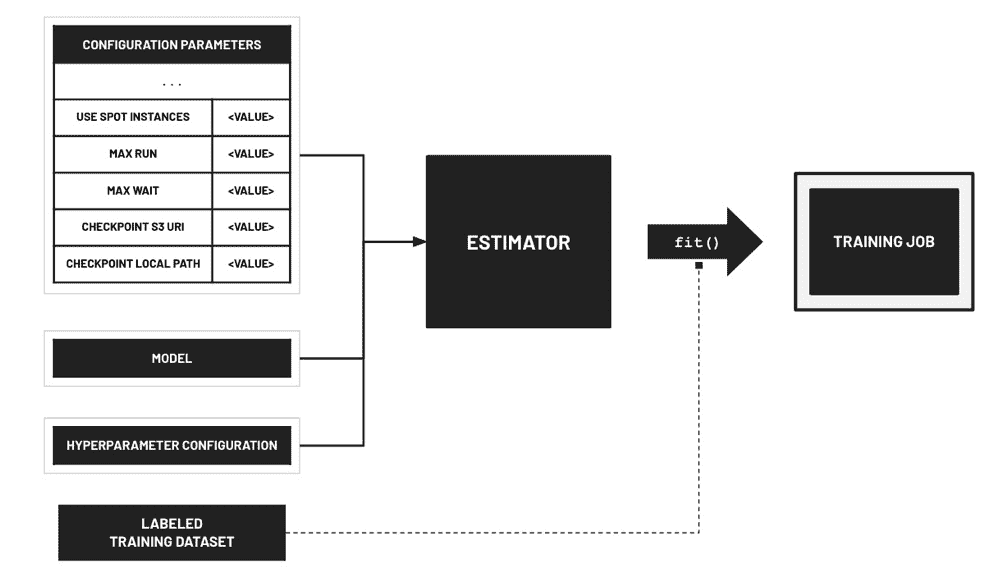 CONFIGURATION PARAMETERS
...
USE SPOT INSTANCES <VALUE>
MAX RUN <VALUE>
MAX WAIT <VALUE>
CHECKPOINT S3 URI <VALUE>
CHECKPOINT LOCAL PATH <VALUE>
MODEL
HYPERPARAMETER CONFIGURATION
LABELED
TRAINING DATASET
ESTIMATOR
fit()
TRAINING JOB